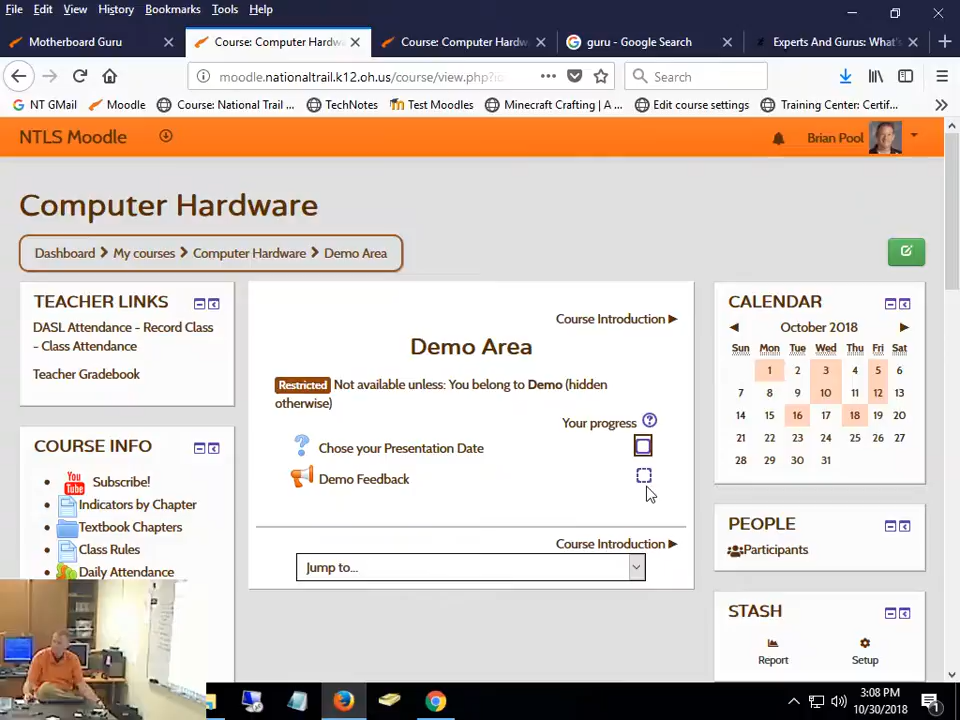 File Edit View History Bookmarks Tools Help
Motherboard Guru
Course: Computer Hardw
Course: Computer Hardw
guru - Google Search
Experts And Gurus: What's
moodle.nationaltrail.k12.oh.us/course/view.php?i
Search
NT GMail
Moodle
Course: National Trail ...
TechNotes
Test Moodles
Minecraft Crafting | A ...
Edit course settings
Training Center: Certif...
NTLS Moodle
Brian Pool
Computer Hardware
Dashboard My courses Computer Hardware Demo Area
TEACHER LINKS
DASL Attendance - Record Class
- Class Attendance
Teacher Gradebook
COURSE INFO
You
Tube
Subscribe!
Indicators by Chapter
Textbook Chapters
Class Rules
Daily Attendance
Course Introduction ▶
Demo Area
Restricted Not available unless: You belong to Demo (hidden
otherwise)
Your progress
Chose your Presentation Date
Demo Feedback
Course Introduction ▶
Jump to...
CALENDAR
◀ October 2018 ▶
Sun Mon Tue Wed Thu Fri Sat
1 2 3 4 5 6
7 8 9 10 11 12 13
14 15 16 17 18 19 20
21 22 23 24 25 26 27
28 29 30 31
PEOPLE
Participants
STASH
Report
Setup
3:08 PM
10/30/2018
1